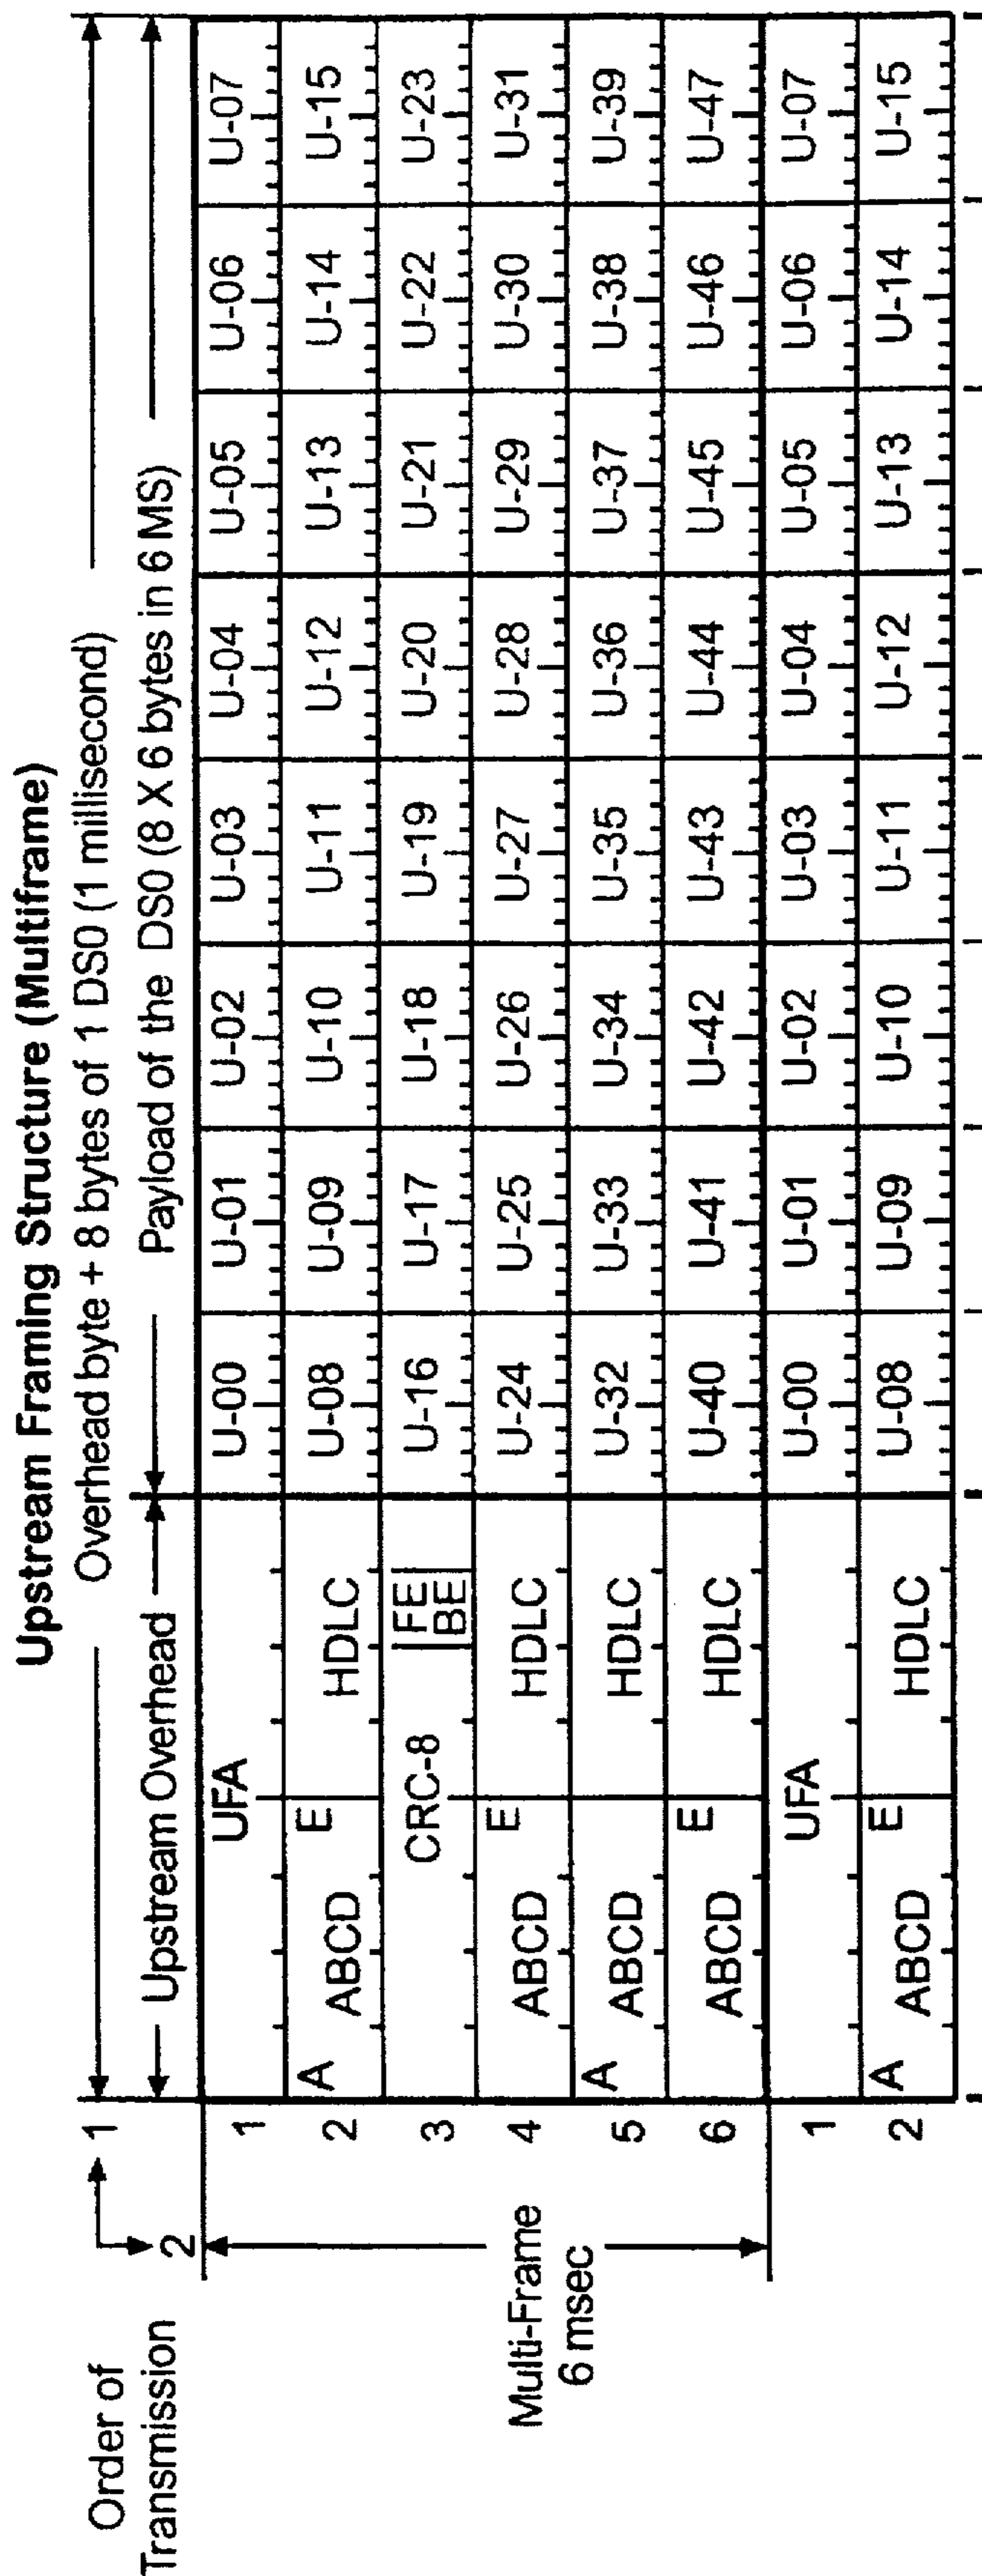 Upstream Framing Structure (Multiframe)
Order of
Transmission
1
2
Overhead byte + 8 bytes of 1 DS0 (1 millisecond)
Upstream Overhead
Payload of the DS0 (8 X 6 bytes in 6 MS)
Multi-Frame
6 msec
1 UFA U-00 U-01 U-02 U-03 U-04 U-05 U-06 U-07
2 A ABCD E HDLC U-08 U-09 U-10 U-11 U-12 U-13 U-14 U-15
3 CRC-8 FE BE U-16 U-17 U-18 U-19 U-20 U-21 U-22 U-23
4 ABCD E HDLC U-24 U-25 U-26 U-27 U-28 U-29 U-30 U-31
5 A ABCD HDLC U-32 U-33 U-34 U-35 U-36 U-37 U-38 U-39
6 ABCD E HDLC U-40 U-41 U-42 U-43 U-44 U-45 U-46 U-47
1 UFA U-00 U-01 U-02 U-03 U-04 U-05 U-06 U-07
2 A ABCD E HDLC U-08 U-09 U-10 U-11 U-12 U-13 U-14 U-15